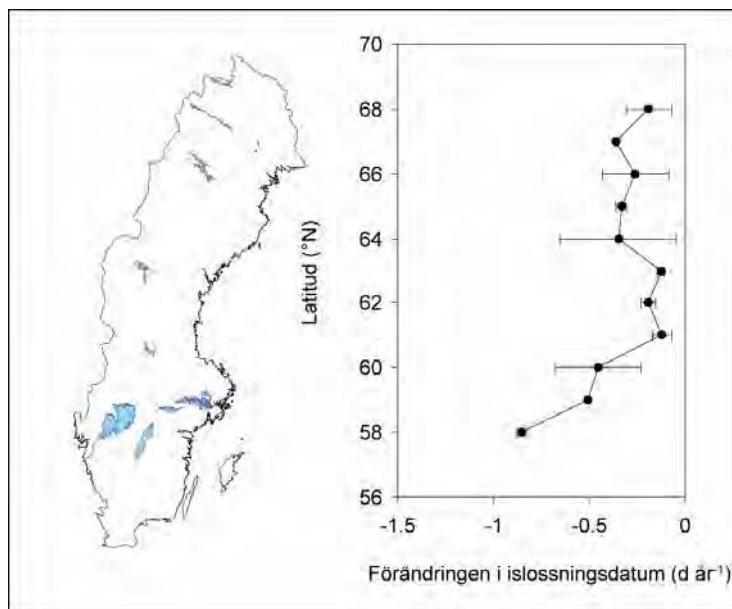 70
68
66
64
62
60
58
56
Latitud (°N)
-1.5 -1 -0.5 0
Förändringen i islossningsdatum (d år⁻¹)